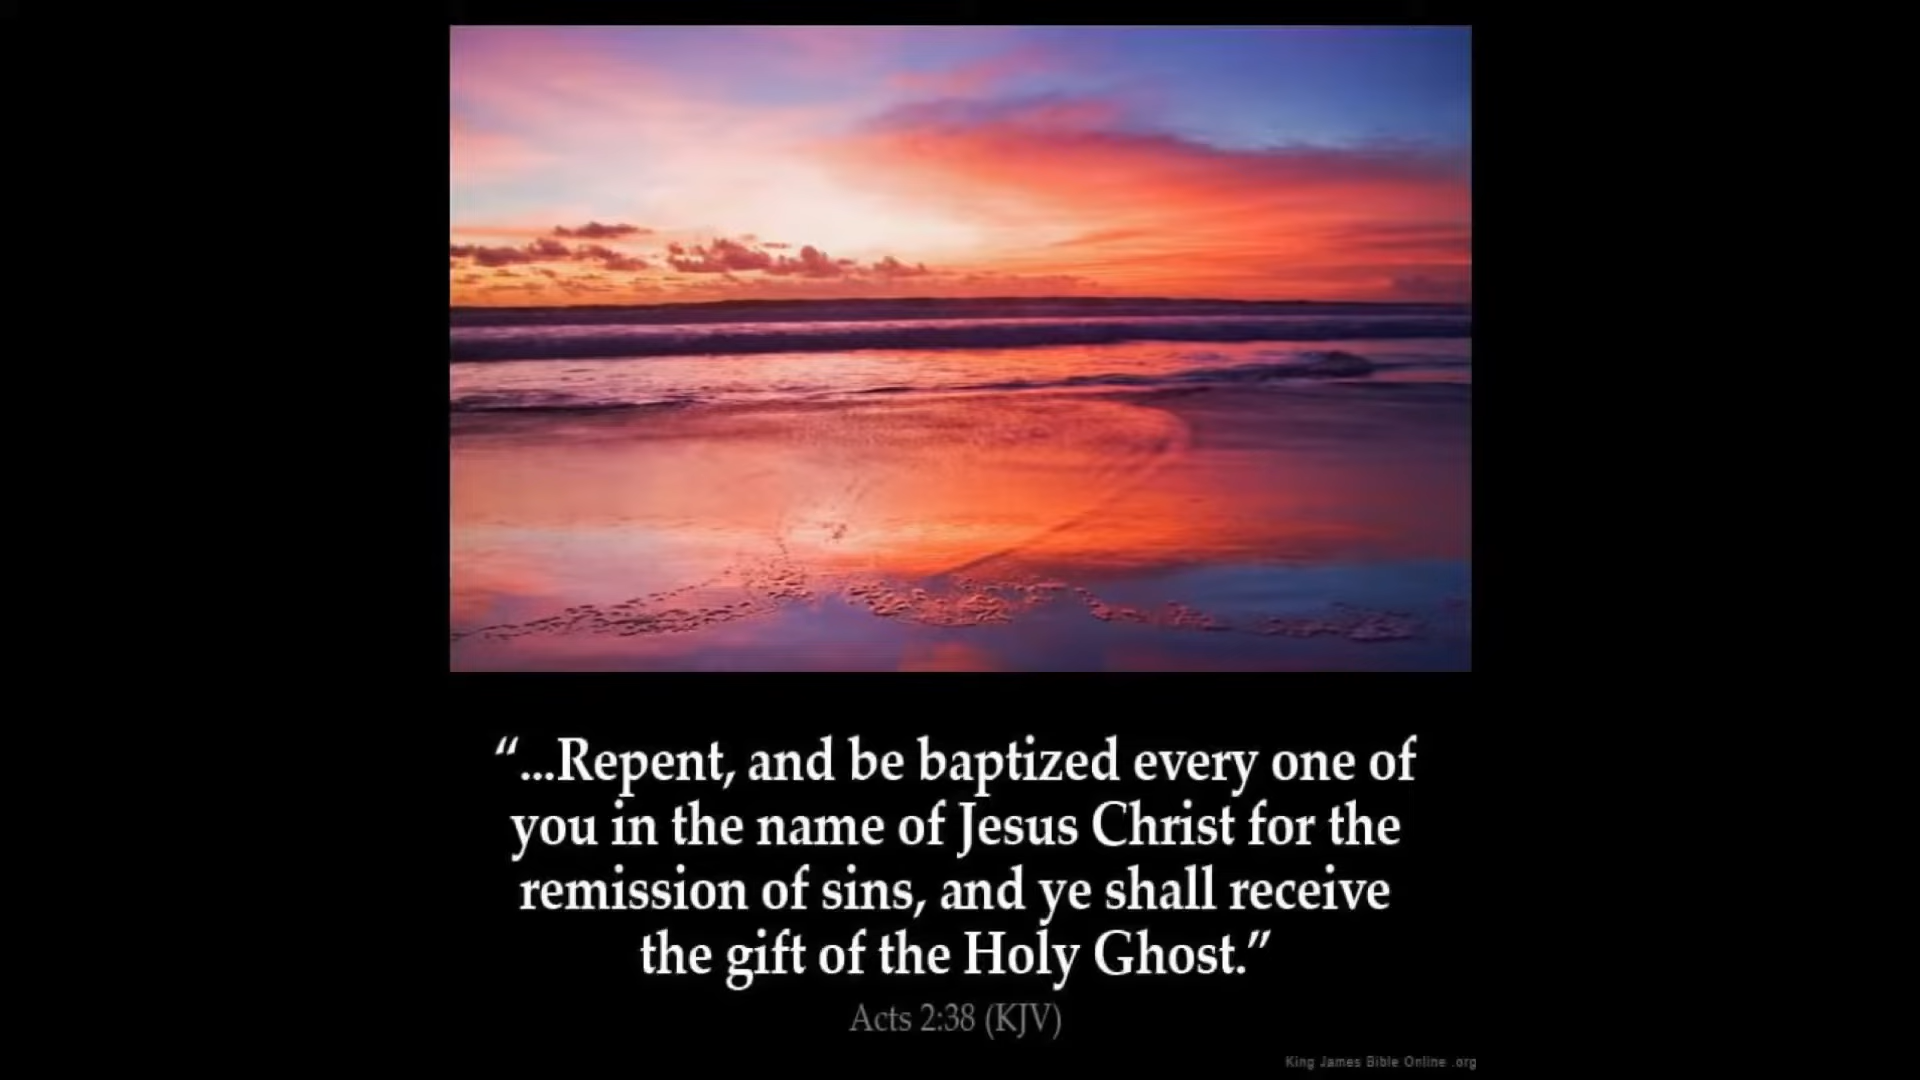 “...Repent, and be baptized every one of
you in the name of Jesus Christ for the
remission of sins, and ye shall receive
the gift of the Holy Ghost.”
Acts 2:38 (KJV)
King James Bible Online .org